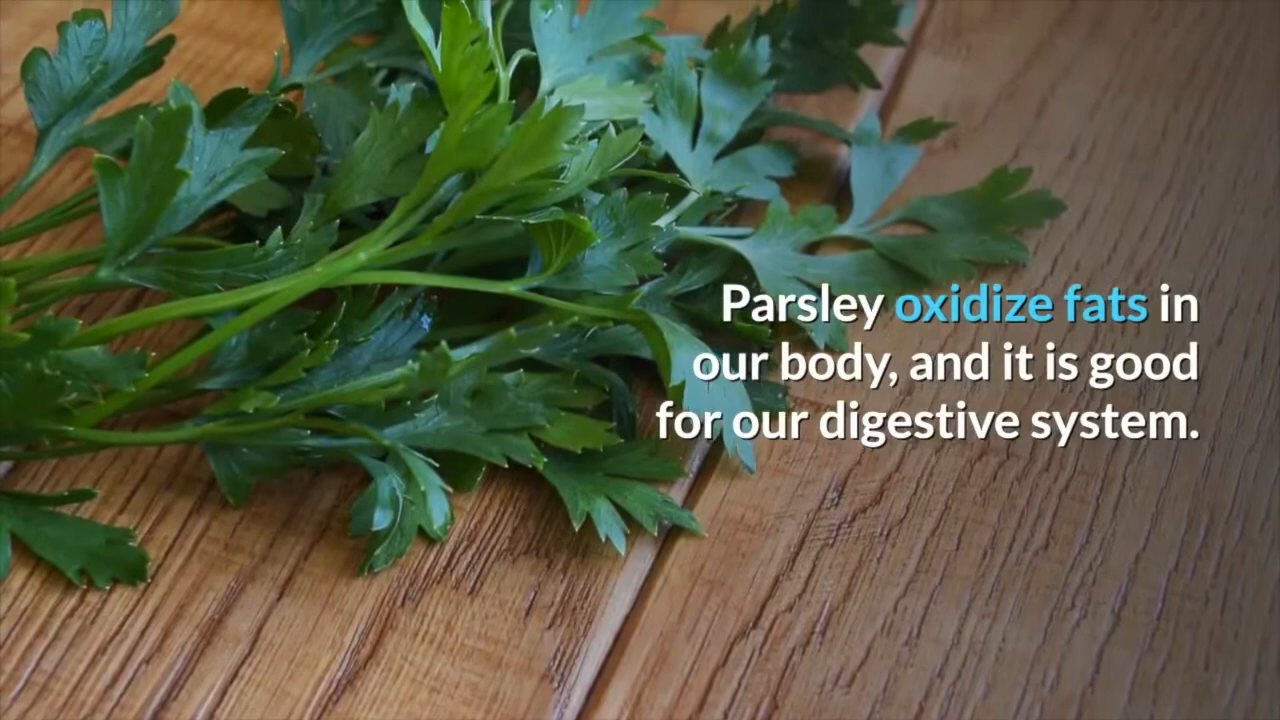 Parsley oxidize fats in
our body, and it is good
for our digestive system.